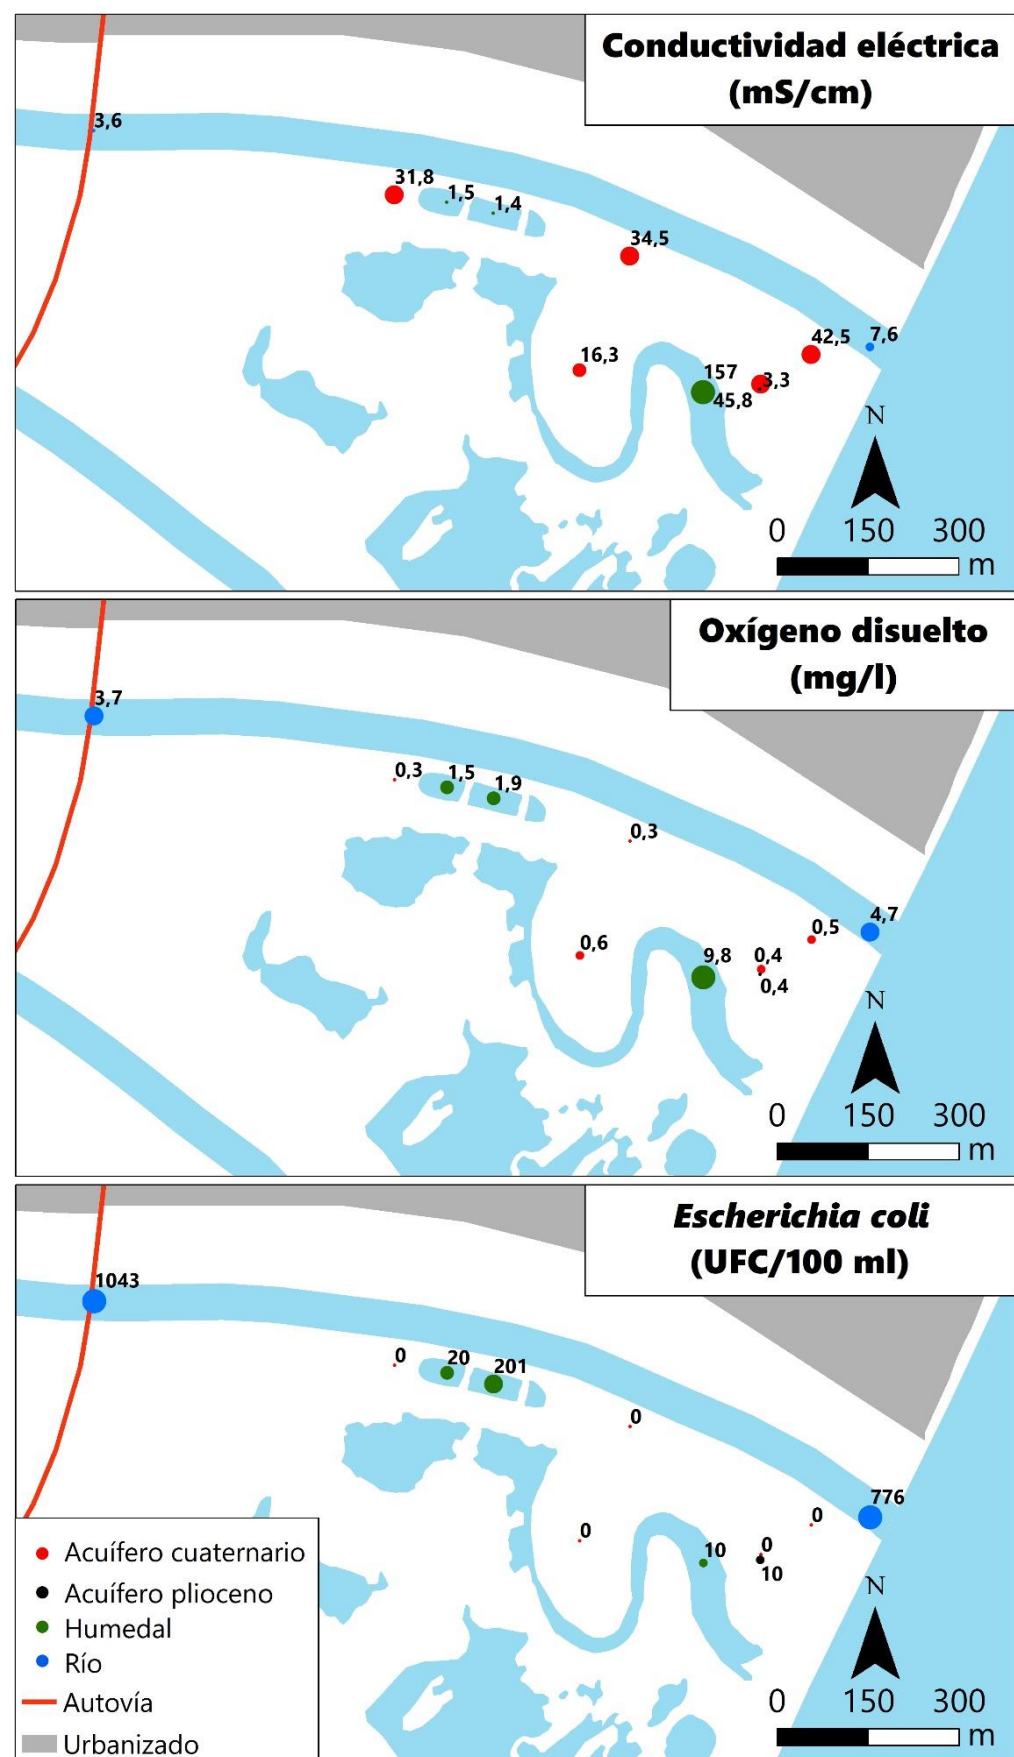 Conductividad eléctrica
(mS/cm)
3,6
31,8
1,5
1,4
34,5
16,3
157
45,8
3,3
42,5
7,6
N
0 150 300
m
Oxígeno disuelto
(mg/l)
3,7
0,3
1,5
1,9
0,3
0,6
9,8
0,4
0,4
0,5
4,7
N
0 150 300
m
Escherichia coli
(UFC/100 ml)
1043
0
20
201
0
0
10
0
10
0
776
N
0 150 300
m
Acuífero cuaternario
Acuífero plioceno
Humedal
Río
Autovía
Urbanizado